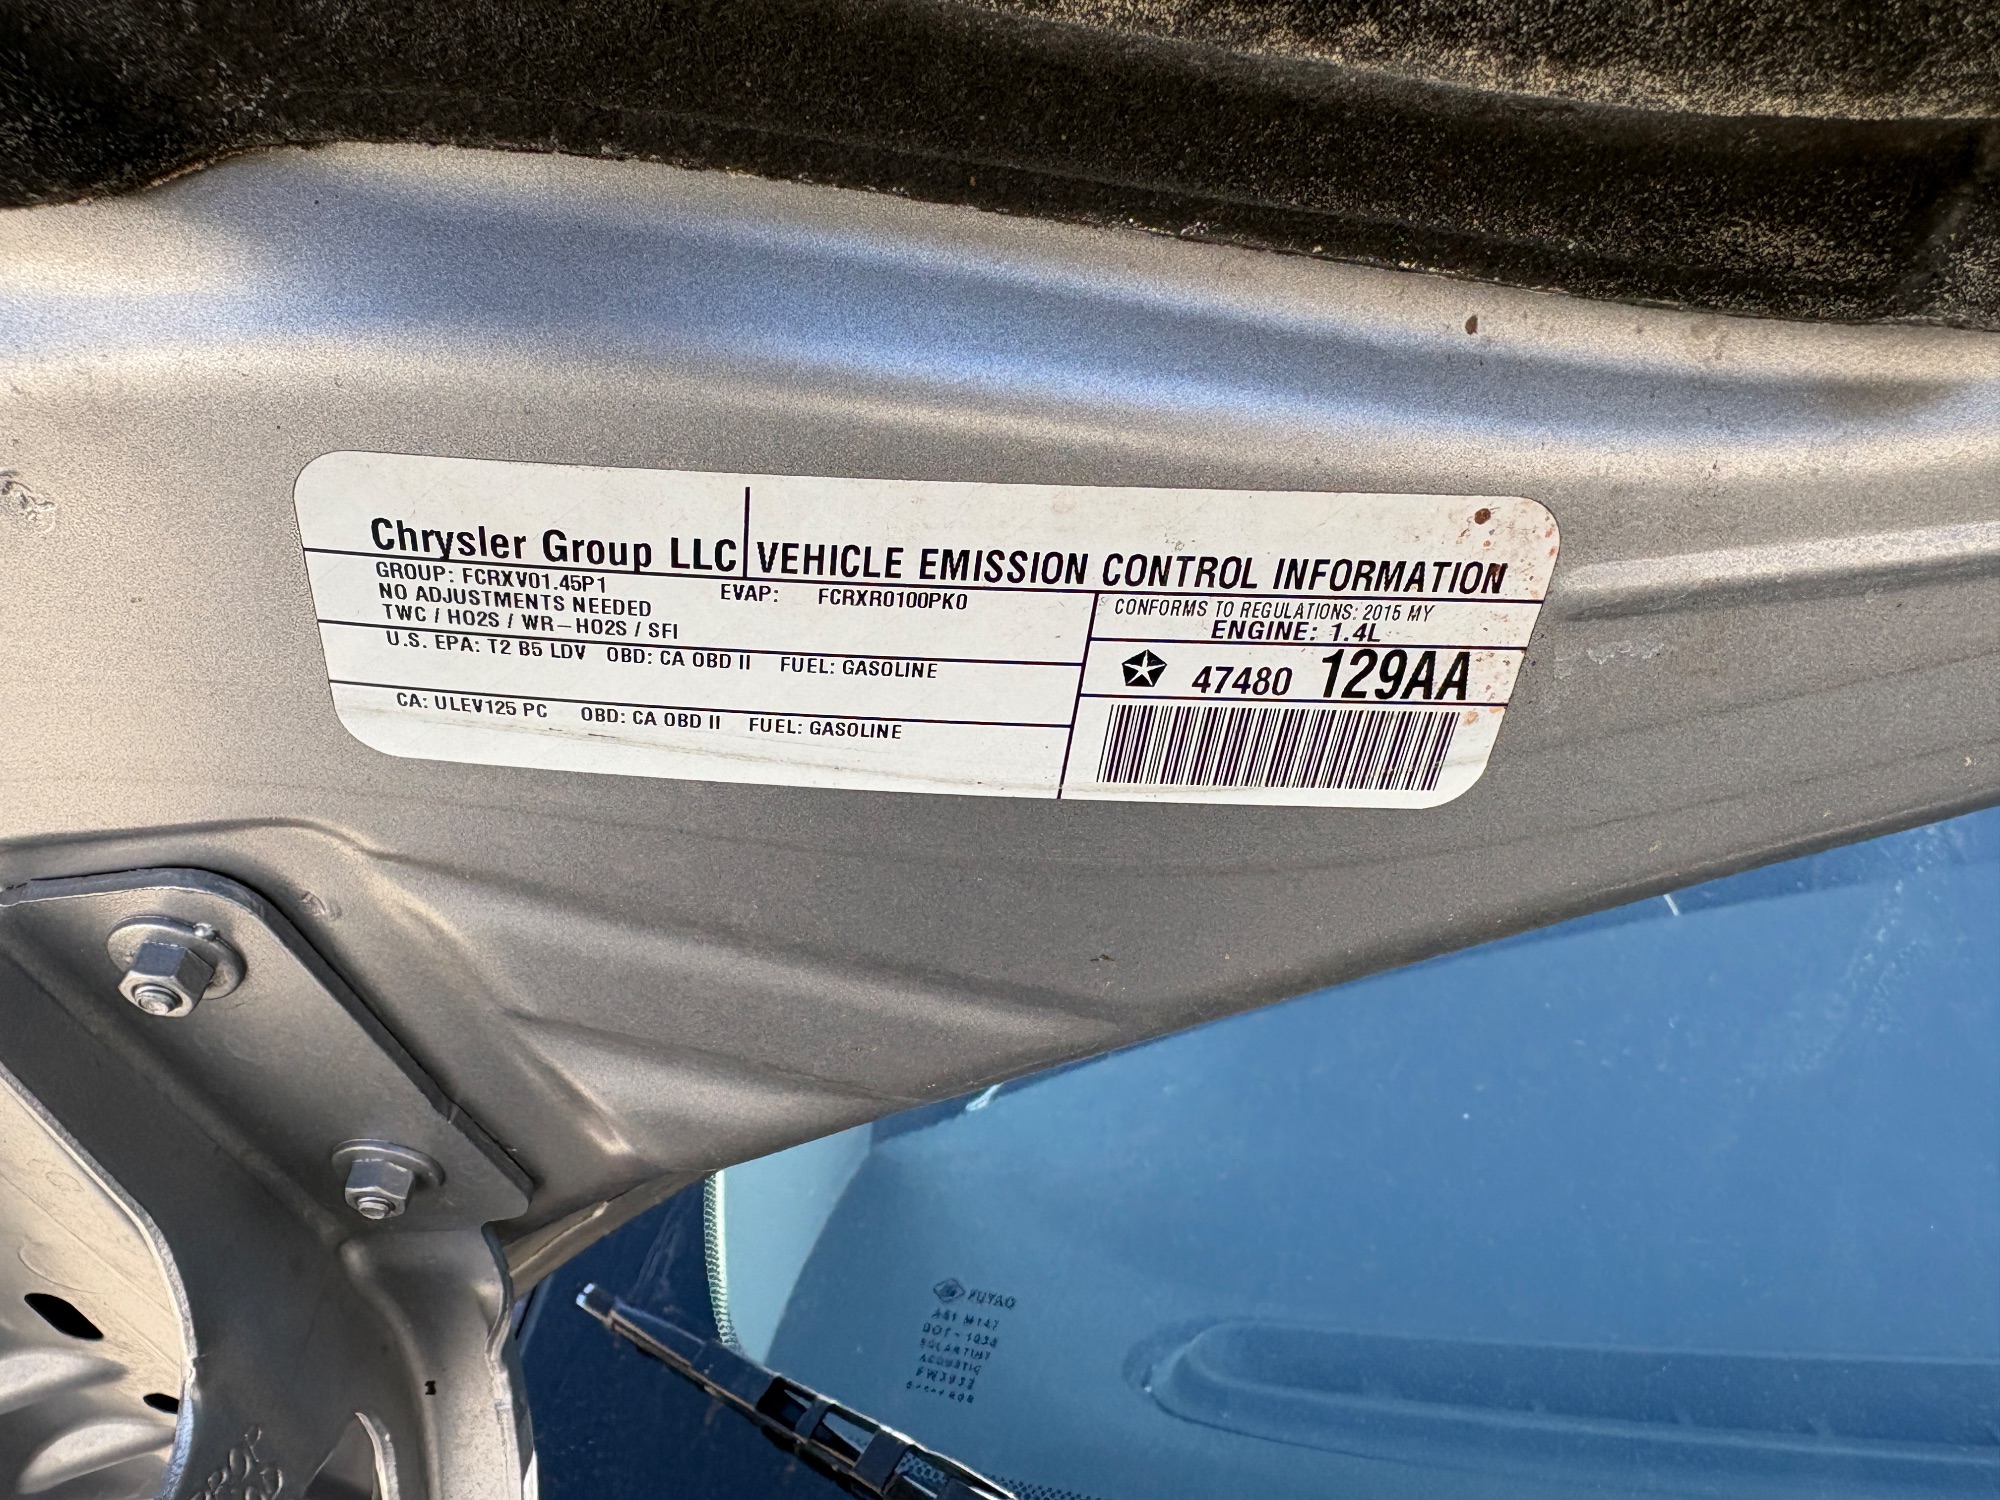 Chrysler Group LLC VEHICLE EMISSION CONTROL INFORMATION
GROUP: FCRXV01.45P1 EVAP: FCRXR0100PK0
NO ADJUSTMENTS NEEDED
TWC / HO2S / WR-HO2S / SFI
U.S. EPA: T2 B5 LDV OBD: CA OBD II FUEL: GASOLINE
CA: ULEV125 PC OBD: CA OBD II FUEL: GASOLINE
CONFORMS TO REGULATIONS: 2015 MY
ENGINE: 1.4L
47480 129AA
FUYAO
ACOUSTIC